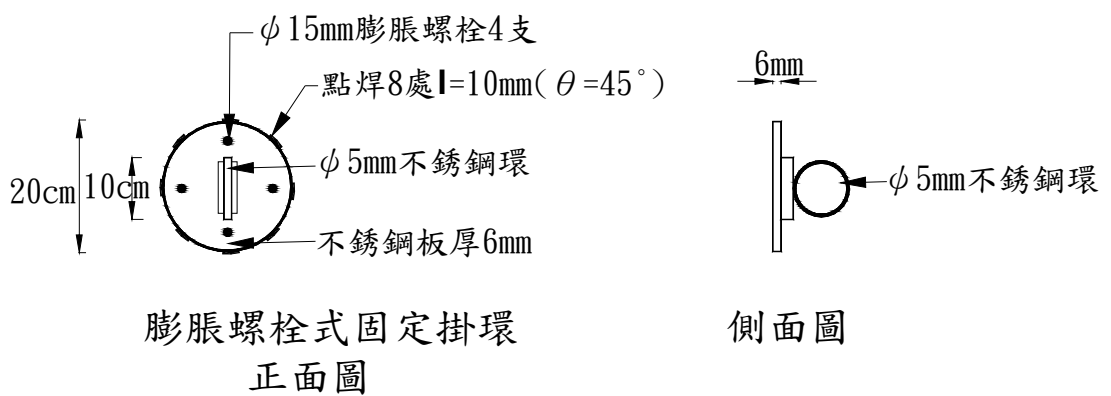 φ15mm膨脹螺栓4支
點焊8處l=10mm(θ=45°)
φ5mm不銹鋼環
20cm
10cm
不銹鋼板厚6mm
膨脹螺栓式固定掛環
正面圖
6mm
φ5mm不銹鋼環
側面圖